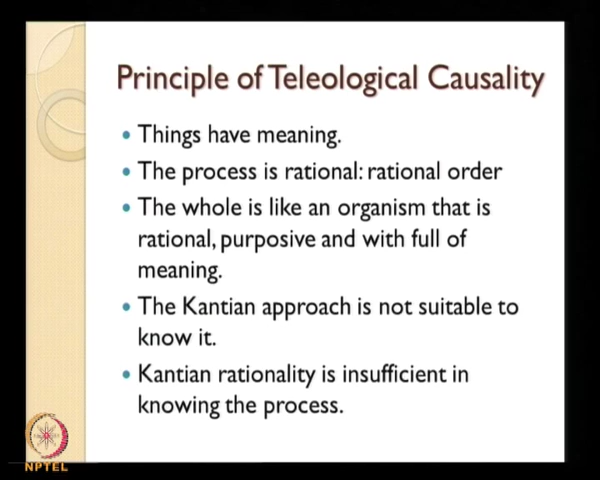 Principle of Teleological Causality
• Things have meaning.
• The process is rational: rational order
• The whole is like an organism that is
rational, purposive and with full of
meaning.
• The Kantian approach is not suitable to
know it.
• Kantian rationality is insufficient in
knowing the process.
NPTEL